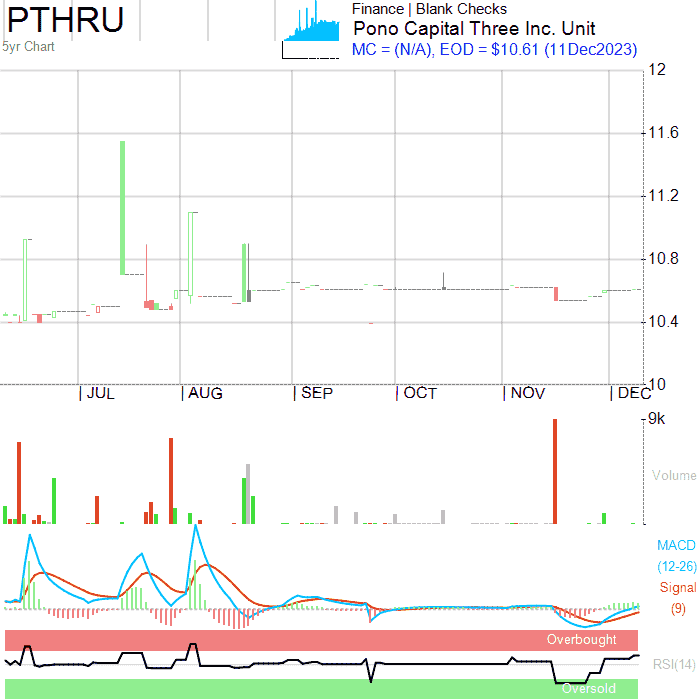 PTHRU
5yr Chart
Finance | Blank Checks
Pono Capital Three Inc. Unit
MC = (N/A), EOD = $10.61 (11Dec2023)
12
11.6
11.2
10.8
10.4
10
JUL AUG SEP OCT NOV DEC
9k
Volume
MACD
(12-26)
Signal
(9)
Overbought
RSI(14)
Oversold